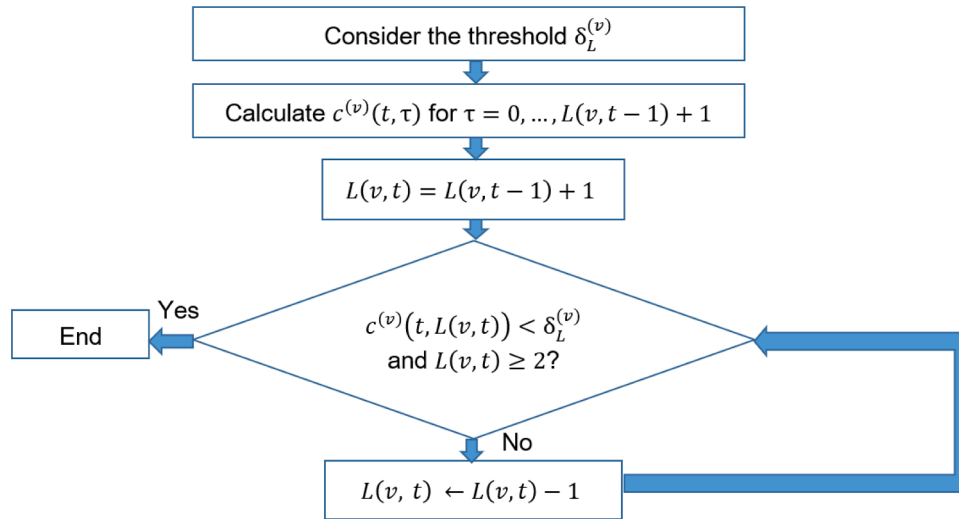 Consider the threshold δ_L^(v)
Calculate c^(v)(t, τ) for τ = 0, …, L(v, t − 1) + 1
L(v, t) = L(v, t − 1) + 1
Yes
End
c^(v)(t, L(v, t)) < δ_L^(v)
and L(v, t) ≥ 2?
No
L(v, t) ← L(v, t) − 1